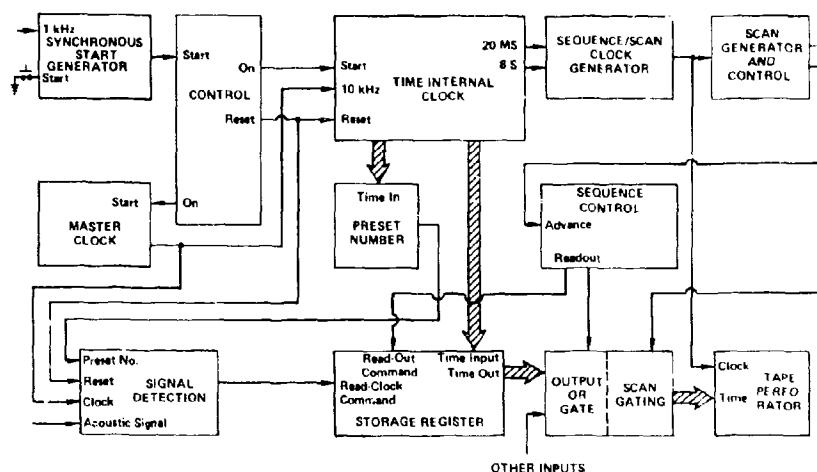 1 kHz
SYNCHRONOUS
START
GENERATOR
Start
Start
CONTROL
On
Reset
On
Start
10 kHz
Reset
TIME INTERNAL
CLOCK
20 MS
8 S
SEQUENCE/SCAN
CLOCK
GENERATOR
SCAN
GENERATOR
AND
CONTROL
Start
MASTER
CLOCK
Time In
PRESET
NUMBER
SEQUENCE
CONTROL
Advance
Readout
Preset No.
Reset
Clock
Acoustic Signal
SIGNAL
DETECTION
Read-Out
Command
Read-Clock
Command
Time Input
Time Out
STORAGE REGISTER
OUTPUT
OR
GATE
SCAN
GATING
Clock
Time
TAPE
PERFO
RATOR
OTHER INPUTS